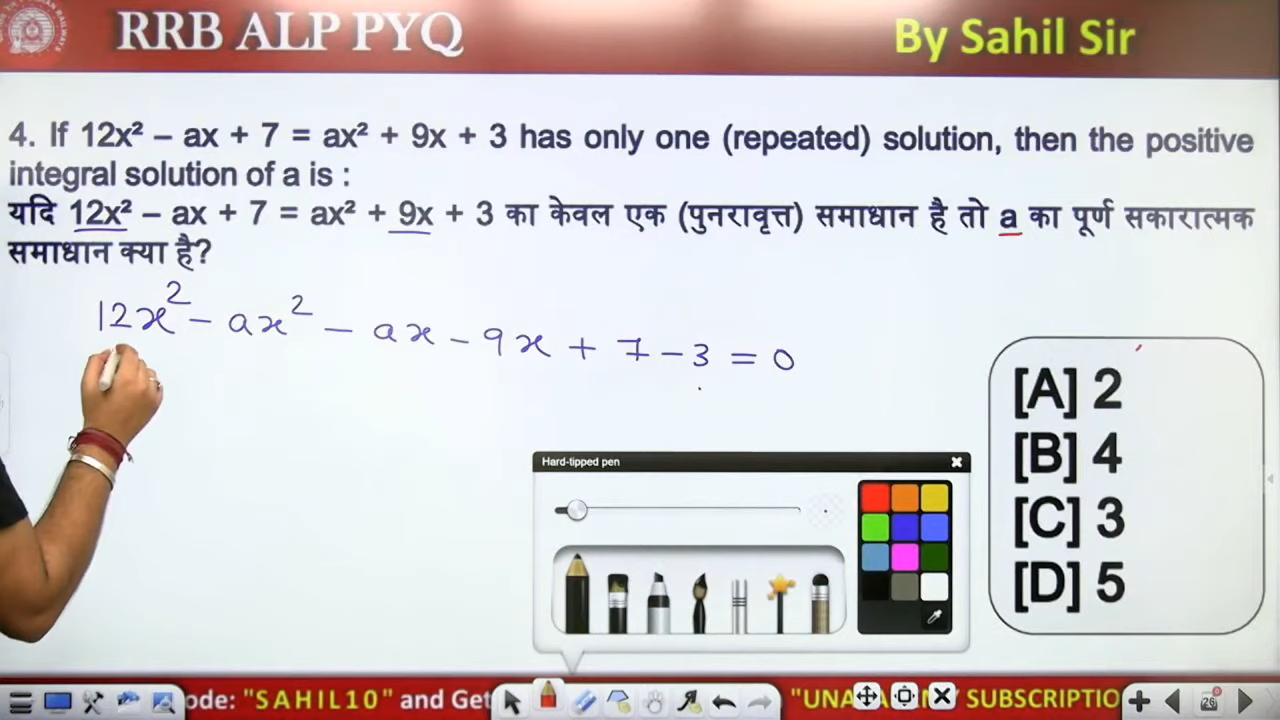 RRB ALP PYQ
By Sahil Sir
4. If 12x² – ax + 7 = ax² + 9x + 3 has only one (repeated) solution, then the positive
integral solution of a is :
यदि 12x² – ax + 7 = ax² + 9x + 3 का केवल एक (पुनरावृत्त) समाधान है तो a का पूर्ण सकारात्मक
समाधान क्या है?
12x² - ax² - ax - 9x + 7 - 3 = 0
[A] 2
[B] 4
[C] 3
[D] 5
Hard-tipped pen
ode: "SAHIL10" and Get
SUBSCRIPTIO
26